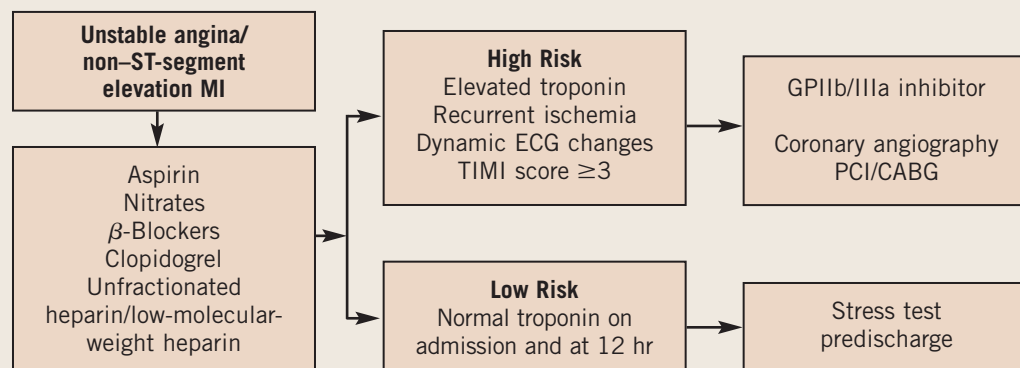 Unstable angina/
non–ST-segment
elevation MI
Aspirin
Nitrates
β-Blockers
Clopidogrel
Unfractionated
heparin/low-molecular-
weight heparin
High Risk
Elevated troponin
Recurrent ischemia
Dynamic ECG changes
TIMI score ≥3
GPIIb/IIIa inhibitor
Coronary angiography
PCI/CABG
Low Risk
Normal troponin on
admission and at 12 hr
Stress test
predischarge